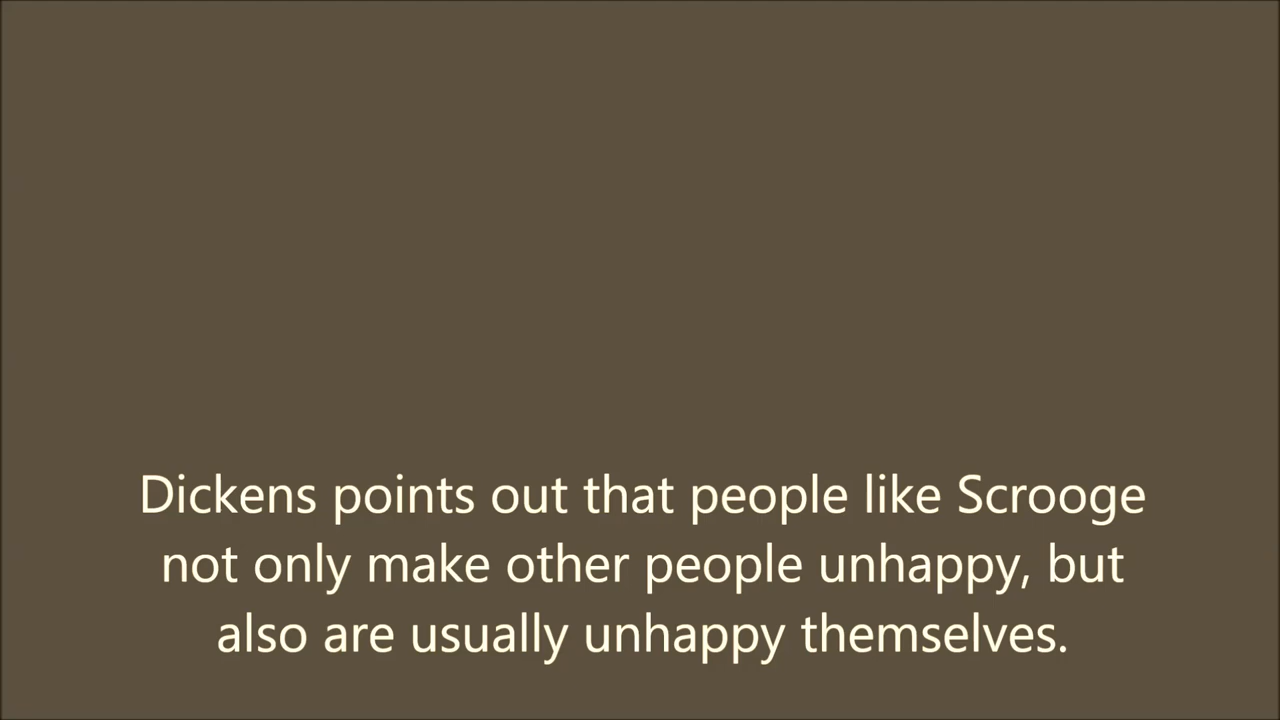 Dickens points out that people like Scrooge
not only make other people unhappy, but
also are usually unhappy themselves.